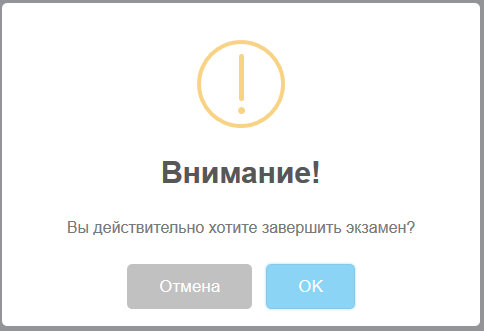 Внимание!
Вы действительно хотите завершить экзамен?
Отмена
OK